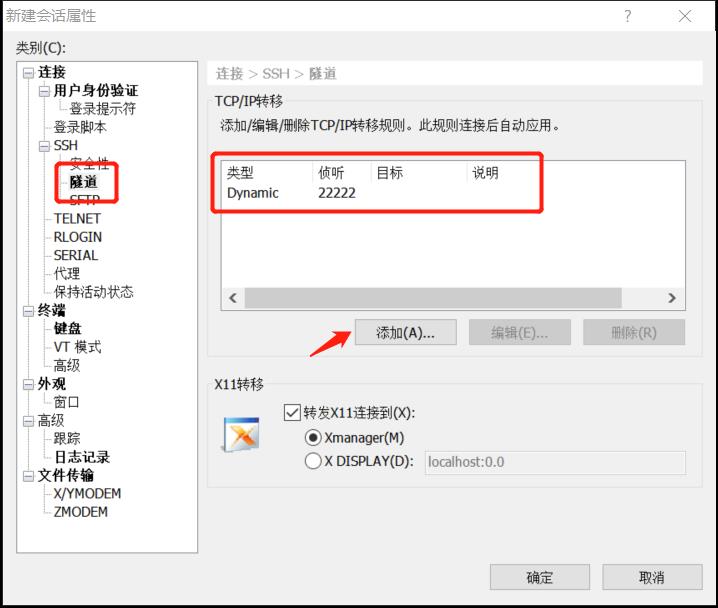 新建会话属性
?
类别(C):
连接
用户身份验证
登录提示符
登录脚本
SSH
安全性
隧道
SFTP
TELNET
RLOGIN
SERIAL
代理
保持活动状态
终端
键盘
VT 模式
高级
外观
窗口
高级
跟踪
日志记录
文件传输
X/YMODEM
ZMODEM
连接 > SSH > 隧道
TCP/IP转移
添加/编辑/删除TCP/IP转移规则。此规则连接后自动应用。
类型 侦听 目标 说明
Dynamic 22222
添加(A)... 编辑(E)... 删除(R)
X11转移
转发X11连接到(X):
Xmanager(M)
X DISPLAY(D): localhost:0.0
确定 取消